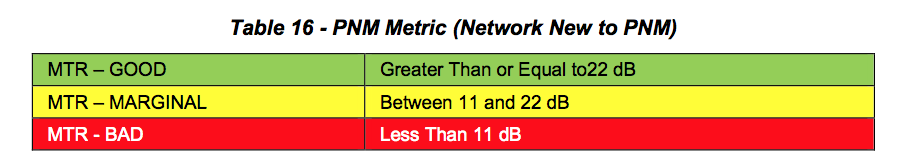 Table 16 - PNM Metric (Network New to PNM)
MTR – GOOD Greater Than or Equal to22 dB
MTR – MARGINAL Between 11 and 22 dB
MTR - BAD Less Than 11 dB